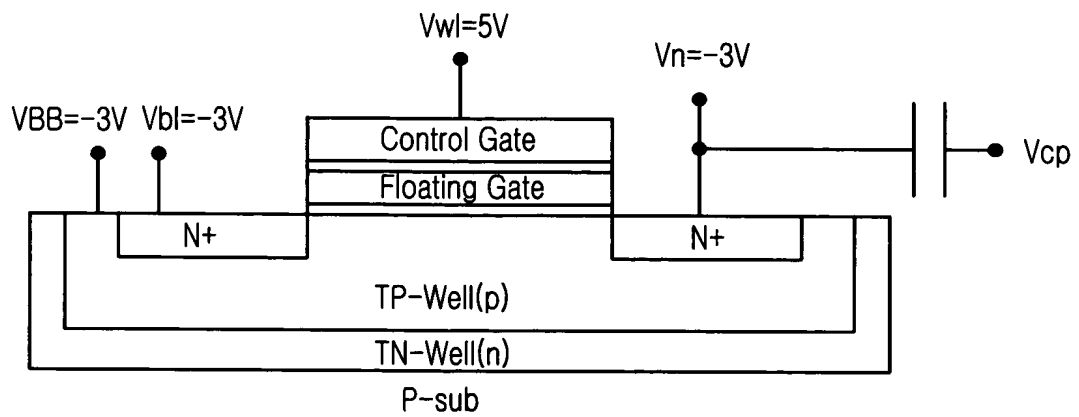 Vwl=5V
Vn=-3V
VBB=-3V Vbl=-3V
Control Gate
Vcp
Floating Gate
N+ N+
TP-Well(p)
TN-Well(n)
P-sub